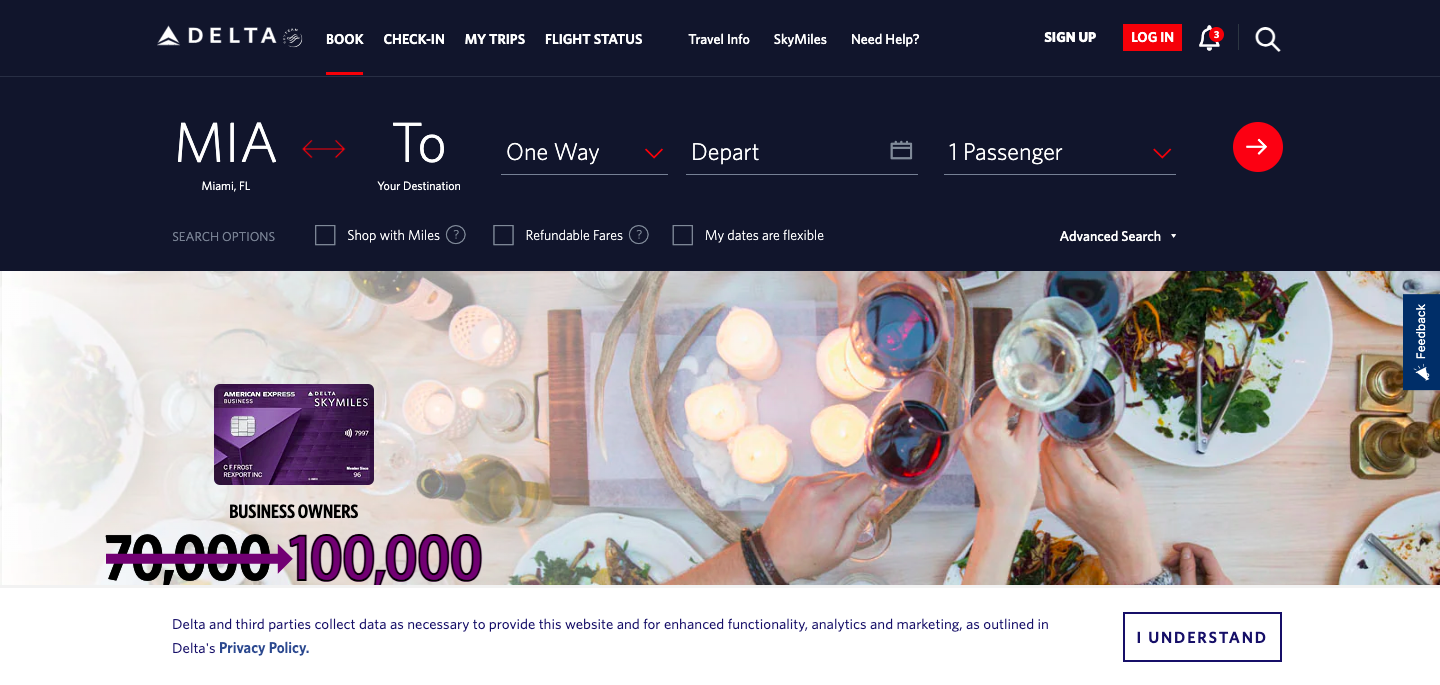 DELTA
BOOK CHECK-IN MY TRIPS FLIGHT STATUS Travel Info SkyMiles Need Help? SIGN UP LOG IN 3
MIA To One Way Depart 1 Passenger
Miami, FL Your Destination
SEARCH OPTIONS Shop with Miles ? Refundable Fares ? My dates are flexible Advanced Search
Feedback
AMERICAN EXPRESS DELTA
BUSINESS SKYMILES
7997
C F FROST Member Since
REXPORT INC 96
BUSINESS OWNERS
70,000 100,000
Delta and third parties collect data as necessary to provide this website and for enhanced functionality, analytics and marketing, as outlined in
Delta's Privacy Policy.
I UNDERSTAND